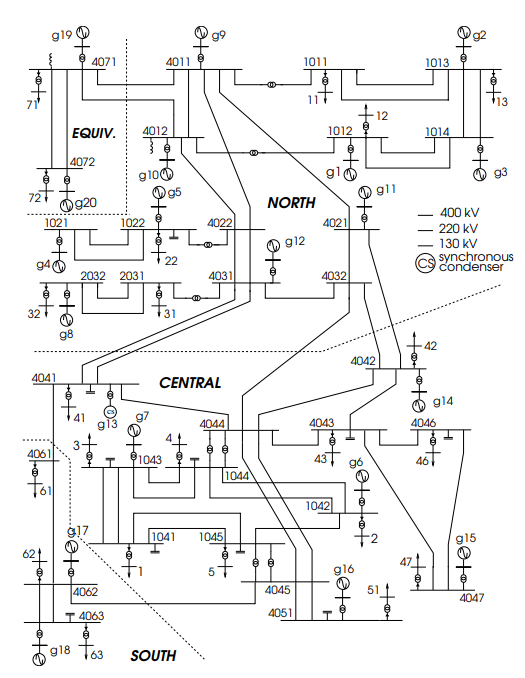 g19 g9 g2
4071 4011 1011 1013
71 11 13
EQUIV.
12
4012 1012 1014
4072
g10 g1 g3
72 g20 g5
NORTH g11
1021 1022 4022 4021
400 kV
220 kV
130 kV
CS synchronous
condenser
g4 22 g12
2032 2031 4031 4032
32 g8 31
42
4042
CENTRAL
4041
g14
41 CS
g13 g7 4044 4043 4046
3 4
43 46
4061 1043 1044
g6
61 1042
g17
1041 1045 2
62 47 g15
1 5
g16 51
4062 4045 4047
4063 4051
g18 63
SOUTH